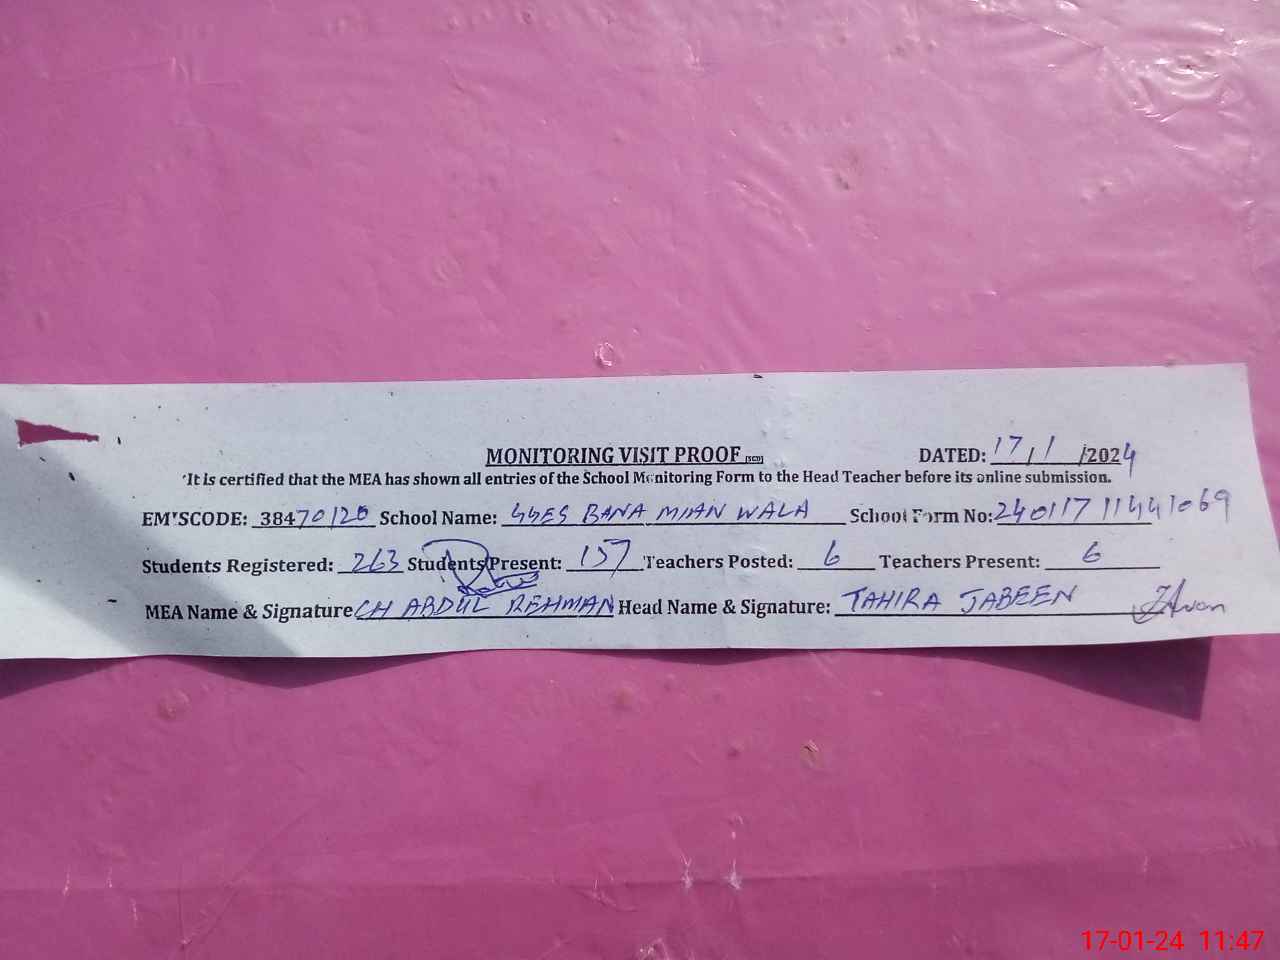 MONITORING VISIT PROOF [SCD] DATED: 17/1/2024
*It is certified that the MEA has shown all entries of the School Monitoring Form to the Head Teacher before its online submission.
EMISCODE: 38470120 School Name: GGES BANA MIAN WALA School Form No: 24011711441069
Students Registered: 263 Students Present: 157 Teachers Posted: 6 Teachers Present: 6
MEA Name & Signature CH ABDUL REHMAN Head Name & Signature: TAHIRA JABEEN
17-01-24 11:47